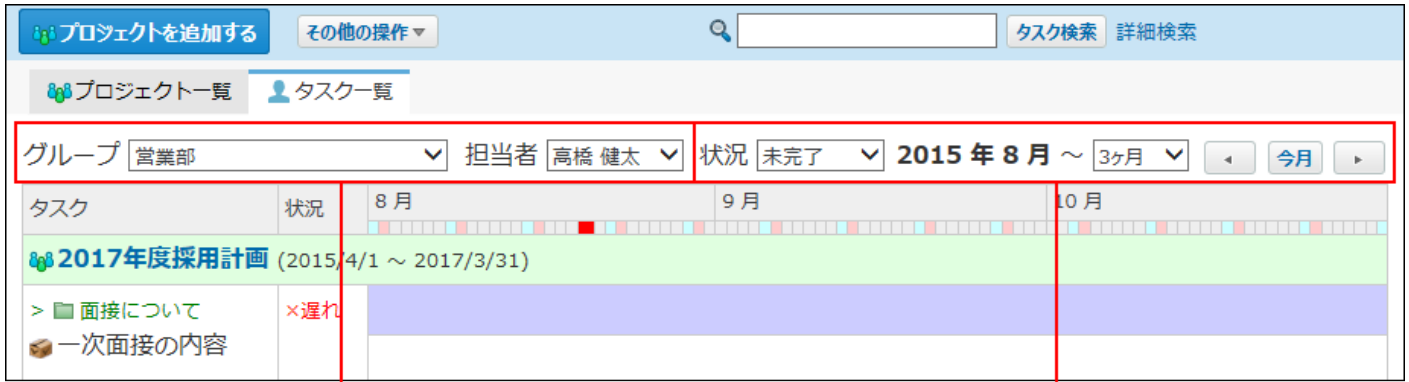 プロジェクトを追加する その他の操作▼ タスク検索 詳細検索
プロジェクト一覧 タスク一覧
グループ 営業部 担当者 高橋 健太 状況 未完了 2015 年 8 月 ～ 3ヶ月 今月
タスク 状況 8 月 9 月 10 月
2017年度採用計画 (2015/4/1 ～ 2017/3/31)
> 面接について ×遅れ
一次面接の内容